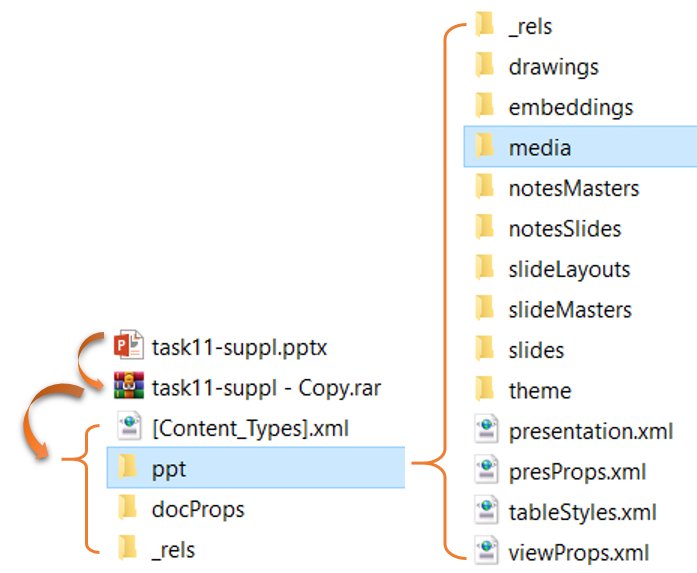 task11-suppl.pptx
task11-suppl - Copy.rar
[Content_Types].xml
ppt
docProps
_rels
_rels
drawings
embeddings
media
notesMasters
notesSlides
slideLayouts
slideMasters
slides
theme
presentation.xml
presProps.xml
tableStyles.xml
viewProps.xml